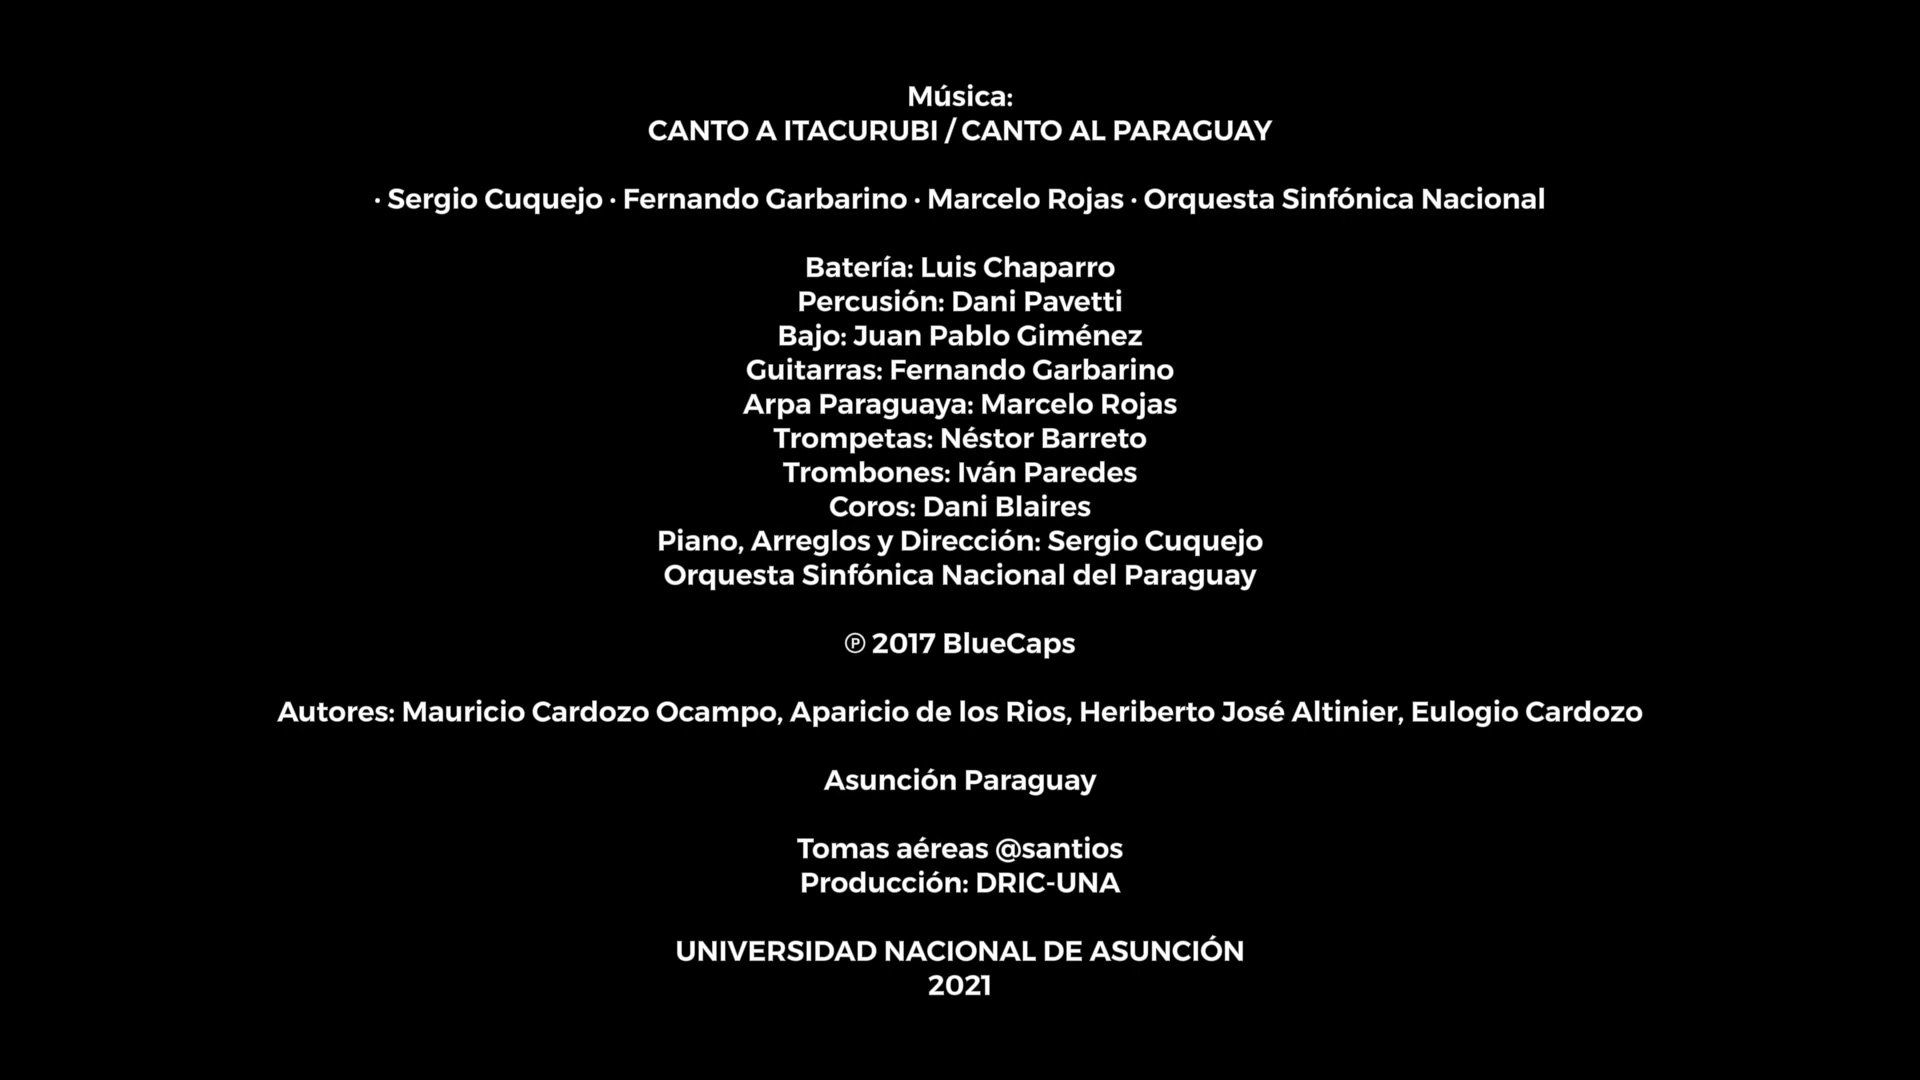 Música:
CANTO A ITACURUBI / CANTO AL PARAGUAY
· Sergio Cuquejo · Fernando Garbarino · Marcelo Rojas · Orquesta Sinfónica Nacional
Batería: Luis Chaparro
Percusión: Dani Pavetti
Bajo: Juan Pablo Giménez
Guitarras: Fernando Garbarino
Arpa Paraguaya: Marcelo Rojas
Trompetas: Néstor Barreto
Trombones: Iván Paredes
Coros: Dani Blaires
Piano, Arreglos y Dirección: Sergio Cuquejo
Orquesta Sinfónica Nacional del Paraguay
℗ 2017 BlueCaps
Autores: Mauricio Cardozo Ocampo, Aparicio de los Rios, Heriberto José Altinier, Eulogio Cardozo
Asunción Paraguay
Tomas aéreas @santios
Producción: DRIC-UNA
UNIVERSIDAD NACIONAL DE ASUNCIÓN
2021